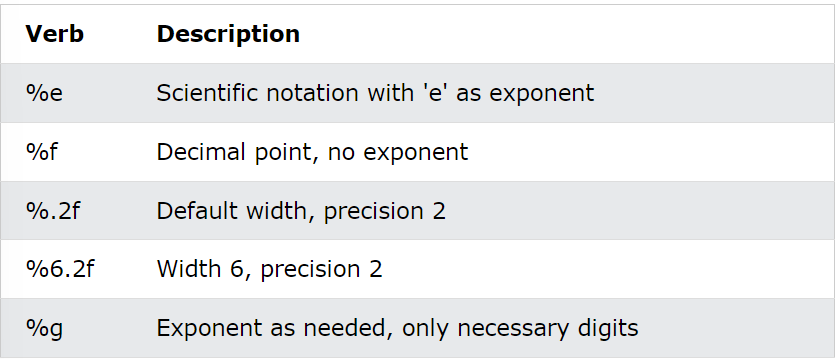 Verb Description
%e Scientific notation with 'e' as exponent
%f Decimal point, no exponent
%.2f Default width, precision 2
%6.2f Width 6, precision 2
%g Exponent as needed, only necessary digits